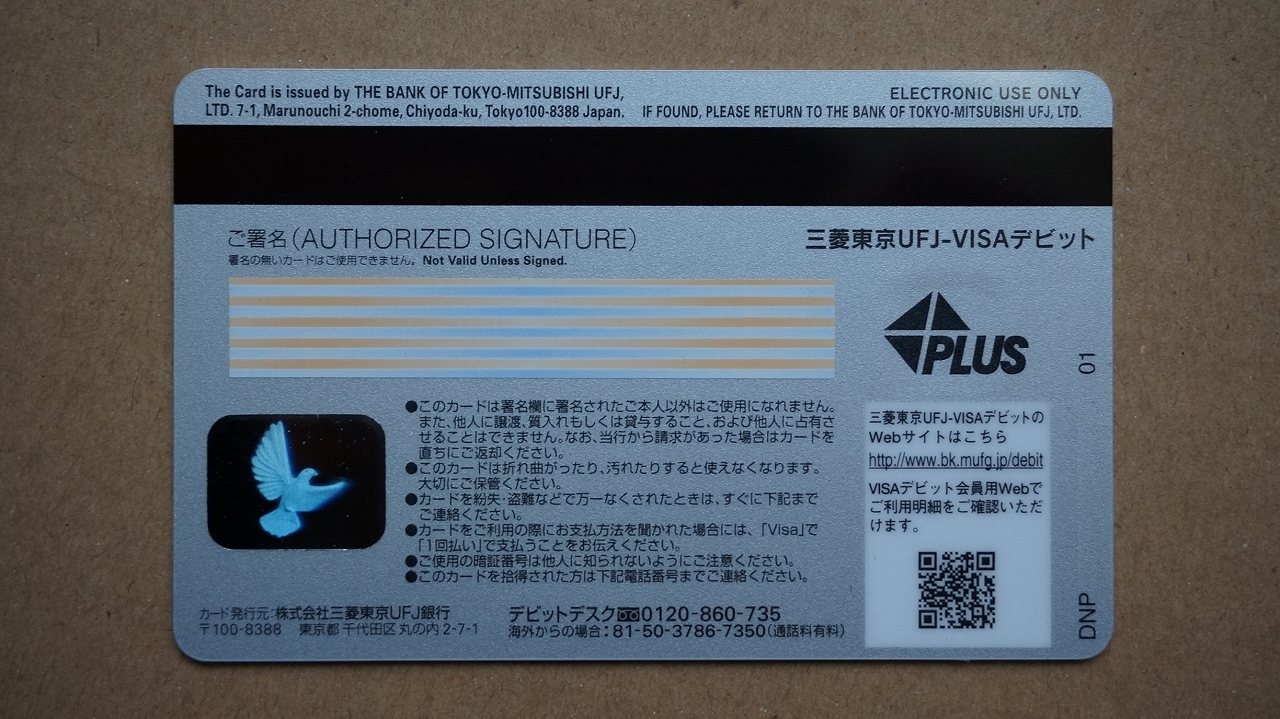 The Card is issued by THE BANK OF TOKYO-MITSUBISHI UFJ,
ELECTRONIC USE ONLY
LTD. 7-1, Marunouchi 2-chome, Chiyoda-ku, Tokyo100-8388 Japan.
IF FOUND, PLEASE RETURN TO THE BANK OF TOKYO-MITSUBISHI UFJ, LTD.
ご署名(AUTHORIZED SIGNATURE)
署名の無いカードはご使用できません。Not Valid Unless Signed.
三菱東京UFJ-VISAデビット
PLUS
01
●このカードは署名欄に署名されたご本人以外はご使用になれません。
また、他人に譲渡、質入れもしくは貸与すること、および他人に占有さ
せることはできません。なお、当行から請求があった場合はカードを
直ちにご返却ください。
●このカードは折れ曲がったり、汚れたりすると使えなくなります。
大切にご保管ください。
●カードを紛失・盗難などで万一なくされたときは、すぐに下記まで
ご連絡ください。
●カードをご利用の際にお支払方法を聞かれた場合には、「Visa」で
「1回払い」で支払うことをお伝えください。
●ご使用の暗証番号は他人に知られないようにご注意ください。
●このカードを拾得された方は下記電話番号までご連絡ください。
三菱東京UFJ-VISAデビットの
Webサイトはこちら
http://www.bk.mufg.jp/debit
VISAデビット会員用Webで
ご利用明細をご確認いただ
けます。
カード発行元:株式会社三菱東京UFJ銀行
〒100-8388 東京都千代田区丸の内2-7-1
デビットデスク 0120-860-735
海外からの場合:81-50-3786-7350(通話料有料)
DNP